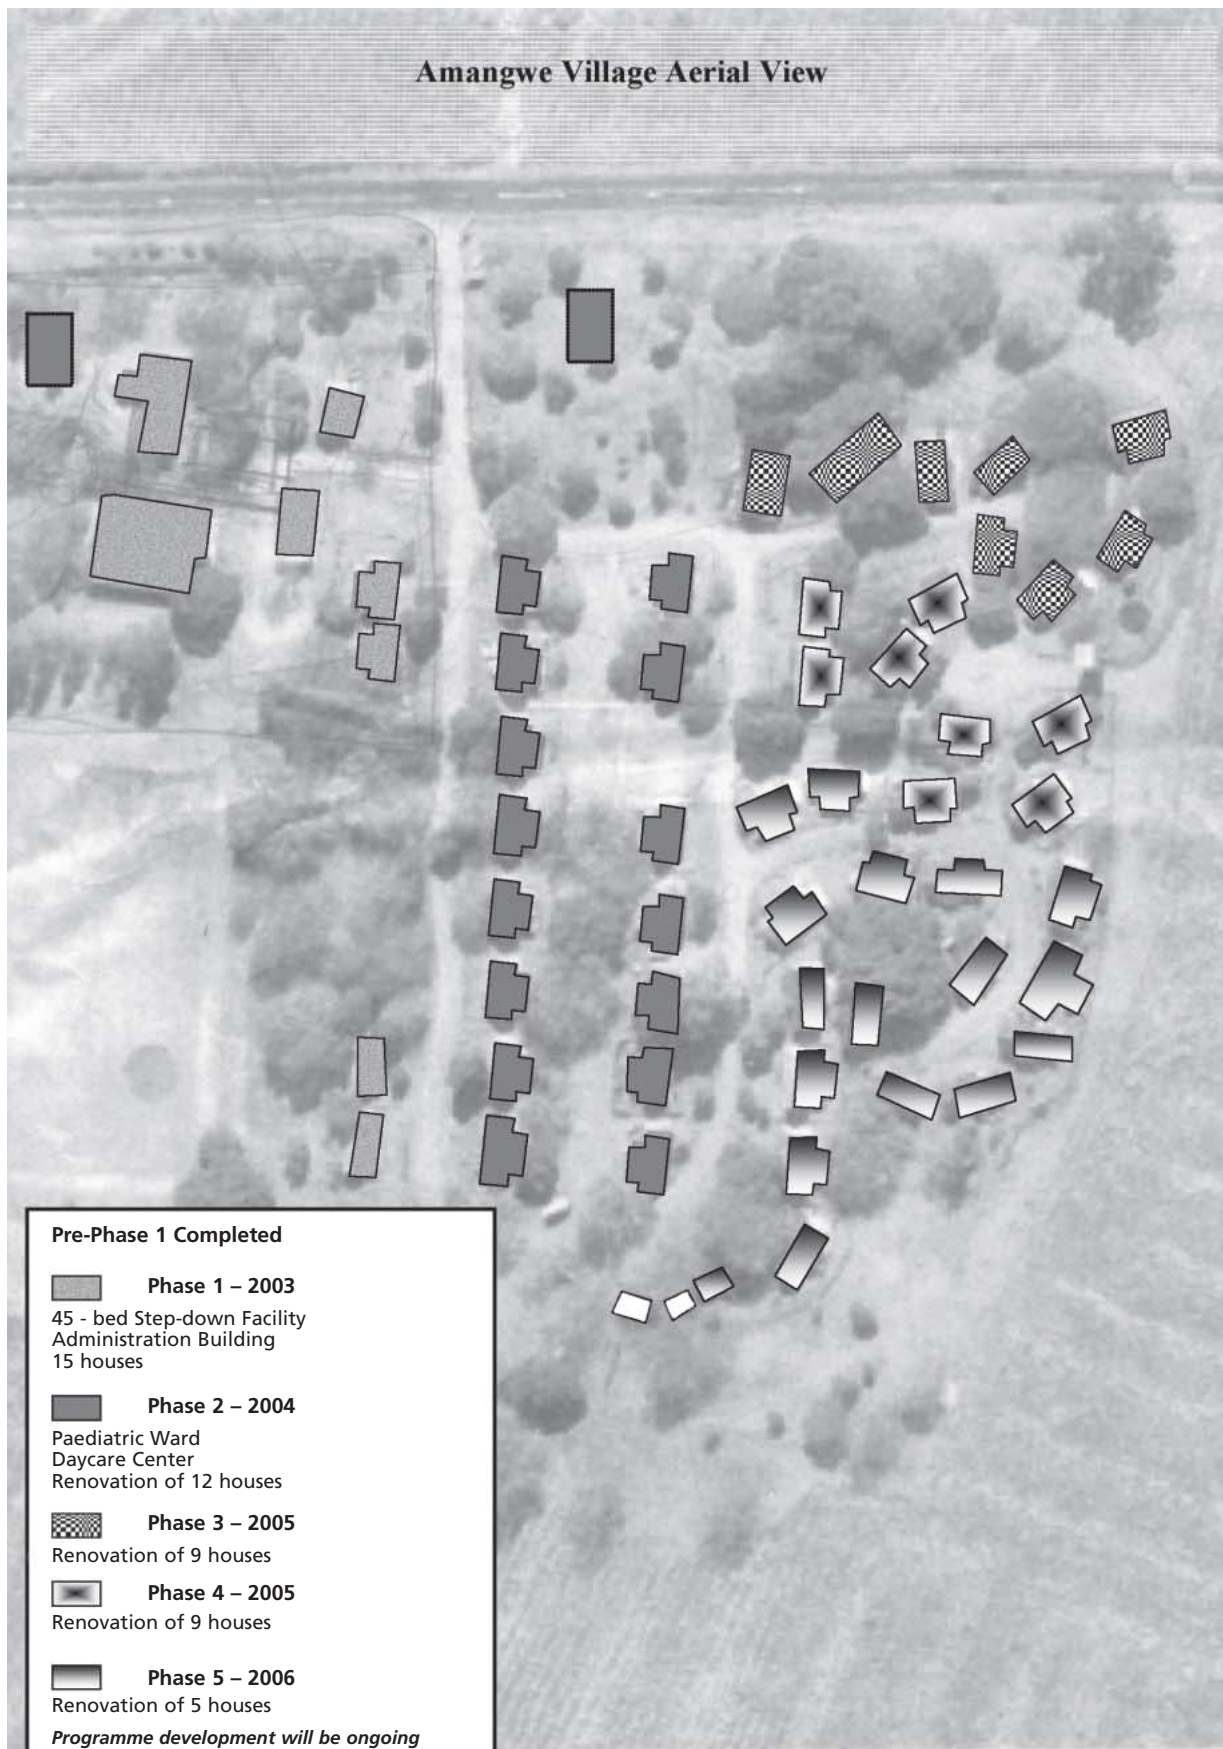 Amangwe Village Aerial View
Pre-Phase 1 Completed
Phase 1 – 2003
45 - bed Step-down Facility
Administration Building
15 houses
Phase 2 – 2004
Paediatric Ward
Daycare Center
Renovation of 12 houses
Phase 3 – 2005
Renovation of 9 houses
Phase 4 – 2005
Renovation of 9 houses
Phase 5 – 2006
Renovation of 5 houses
Programme development will be ongoing